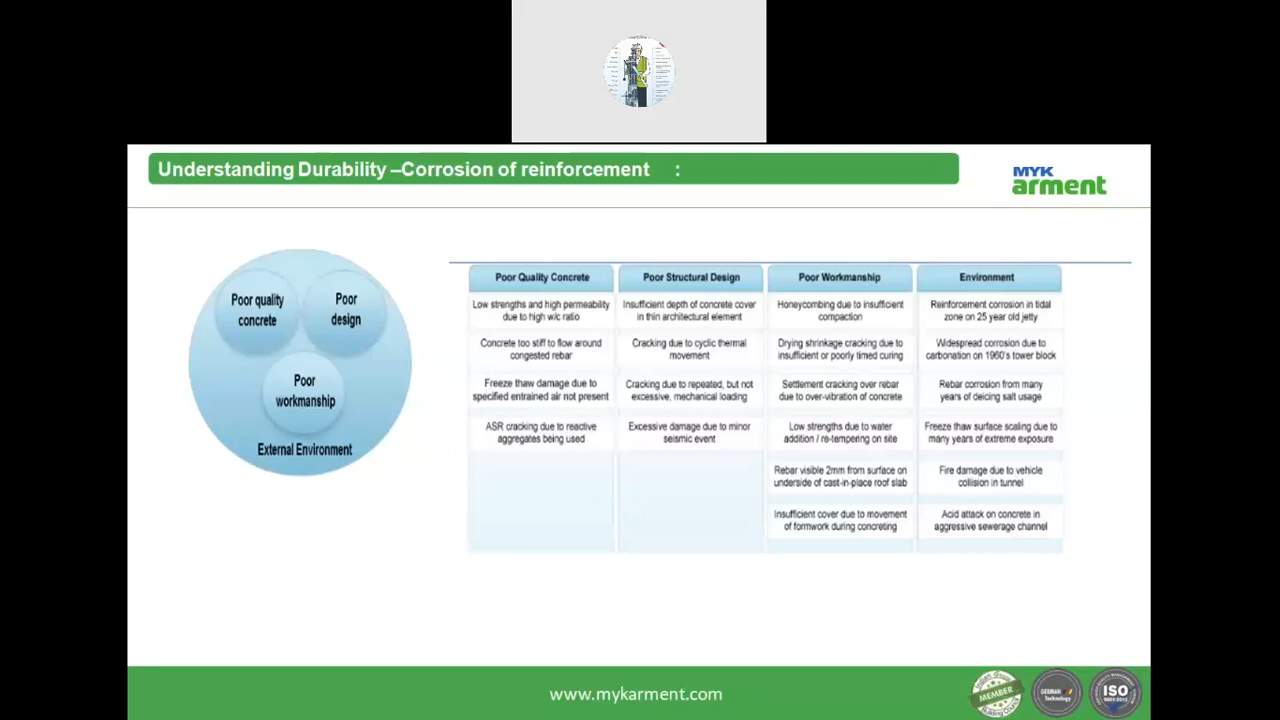 Understanding Durability –Corrosion of reinforcement :
MYK
arment
Poor quality
concrete
Poor
design
Poor
workmanship
External Environment
Poor Quality Concrete
Low strengths and high permeability
due to high w/c ratio
Concrete too stiff to flow around
congested rebar
Freeze thaw damage due to
specified entrained air not present
ASR cracking due to reactive
aggregates being used
Poor Structural Design
Insufficient depth of concrete cover
in thin architectural element
Cracking due to cyclic thermal
movement
Cracking due to repeated, but not
excessive, mechanical loading
Excessive damage due to minor
seismic event
Poor Workmanship
Honeycombing due to insufficient
compaction
Drying shrinkage cracking due to
insufficient or poorly timed curing
Settlement cracking over rebar
due to over-vibration of concrete
Low strengths due to water
addition / re-tempering on site
Rebar visible 2mm from surface on
underside of cast-in-place roof slab
Insufficient cover due to movement
of formwork during concreting
Environment
Reinforcement corrosion in tidal
zone on 25 year old jetty
Widespread corrosion due to
carbonation on 1960's tower block
Rebar corrosion from many
years of deicing salt usage
Freeze thaw surface scaling due to
many years of extreme exposure
Fire damage due to vehicle
collision in tunnel
Acid attack on concrete in
aggressive sewerage channel
www.mykarment.com
MEMBER
GERMAN
Technology
ISO